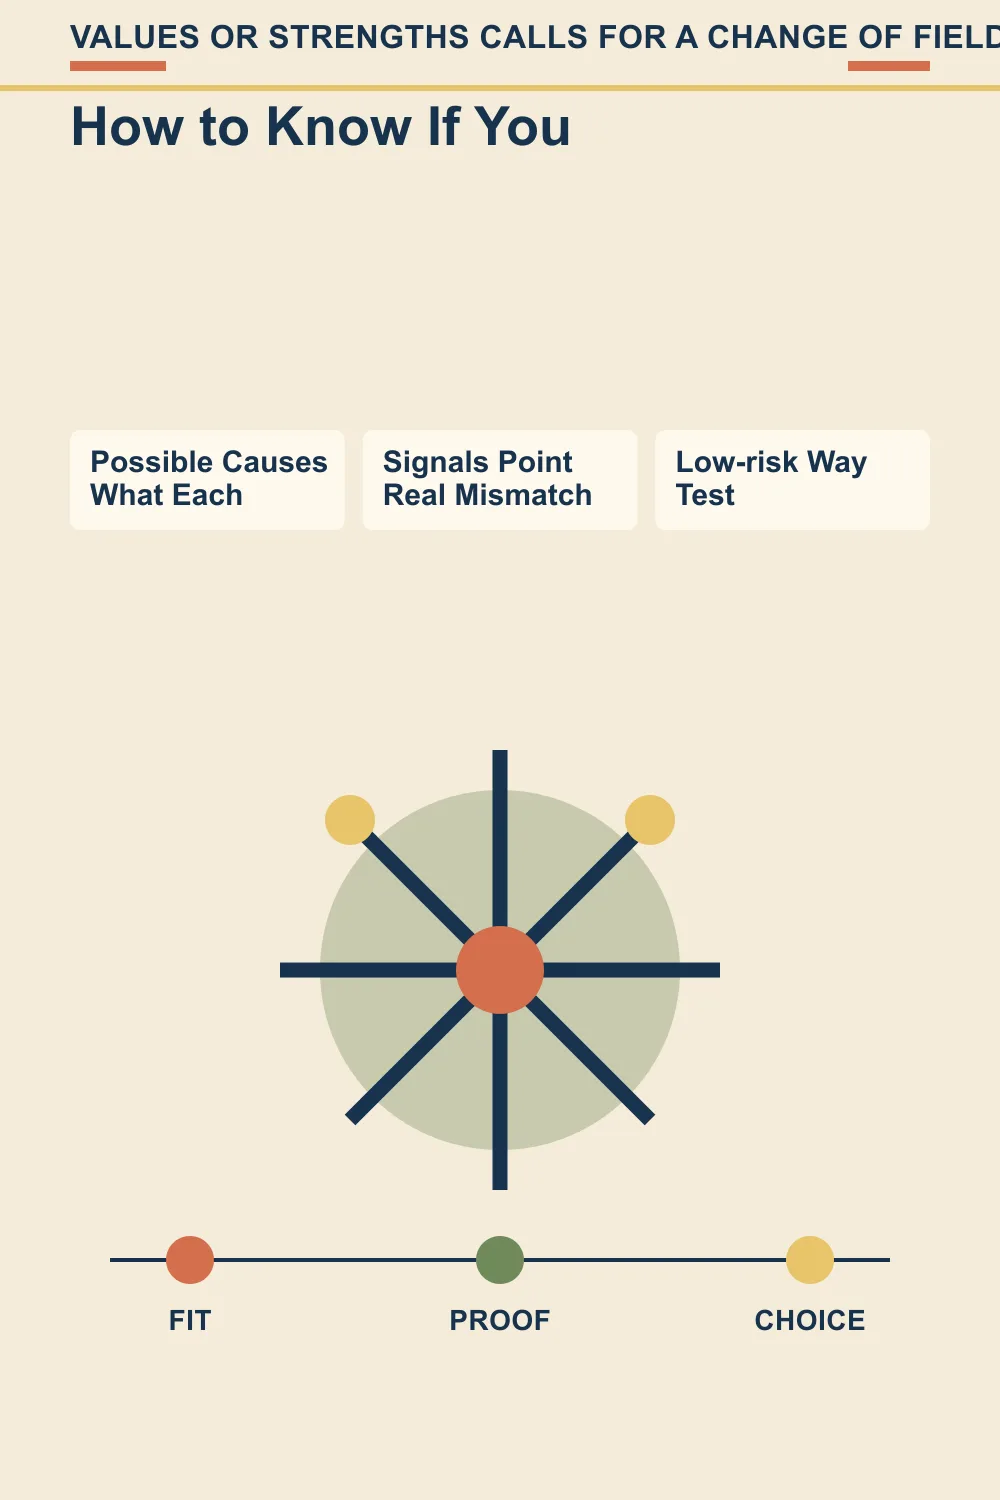 VALUES OR STRENGTHS CALLS FOR A CHANGE OF FIELD
How to Know If You
Possible Causes
What Each
Signals Point
Real Mismatch
Low-risk Way
Test
FIT
PROOF
CHOICE